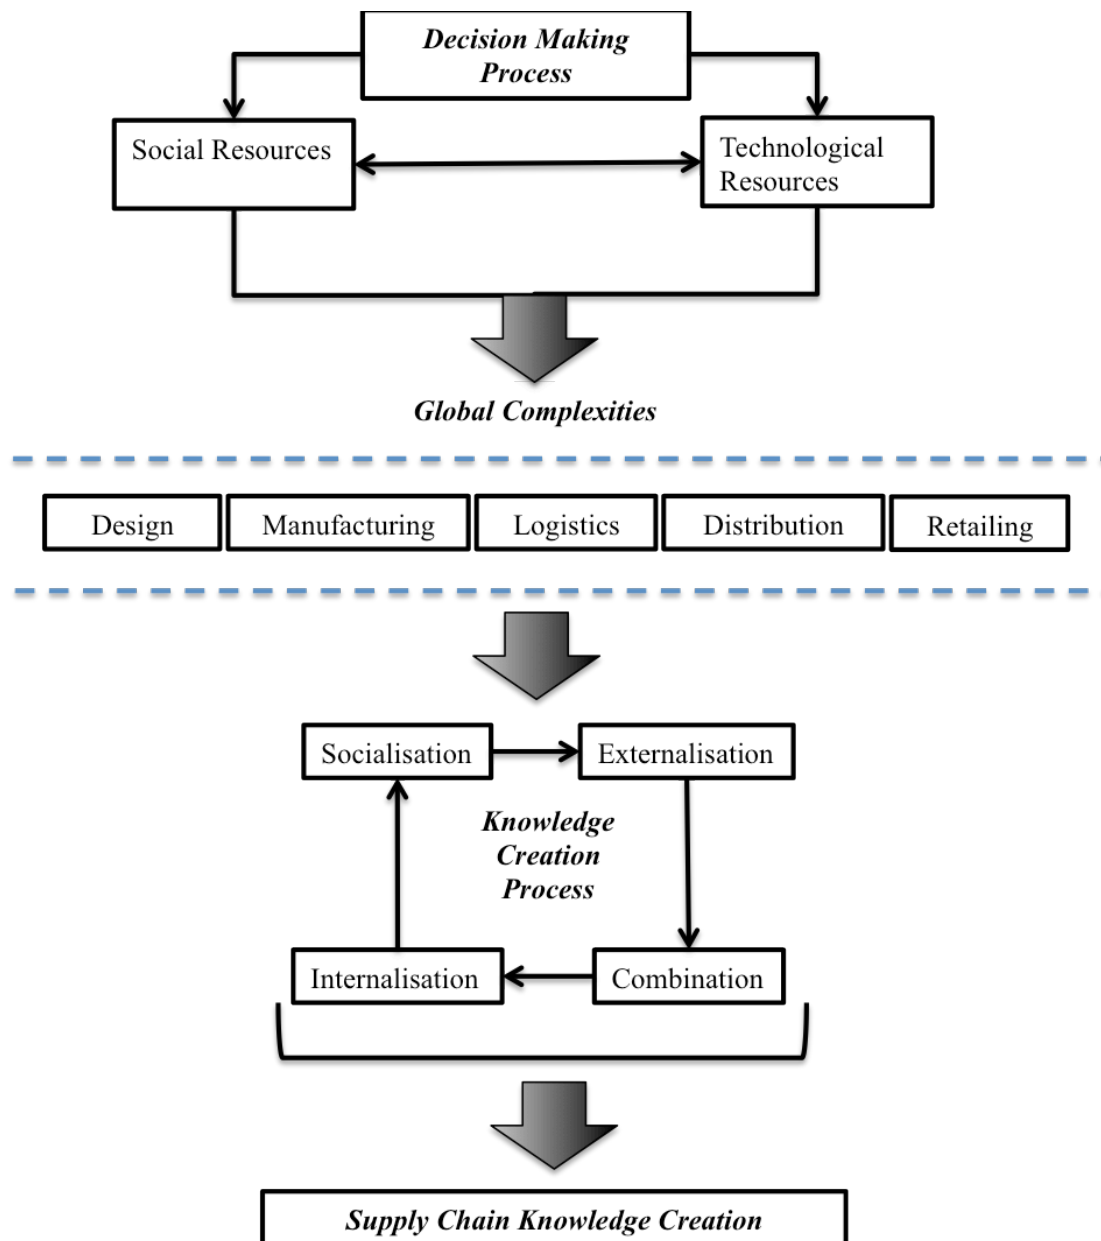 Decision Making
Process
Social Resources
Technological
Resources
Global Complexities
Design
Manufacturing
Logistics
Distribution
Retailing
Socialisation
Externalisation
Knowledge
Creation
Process
Internalisation
Combination
Supply Chain Knowledge Creation